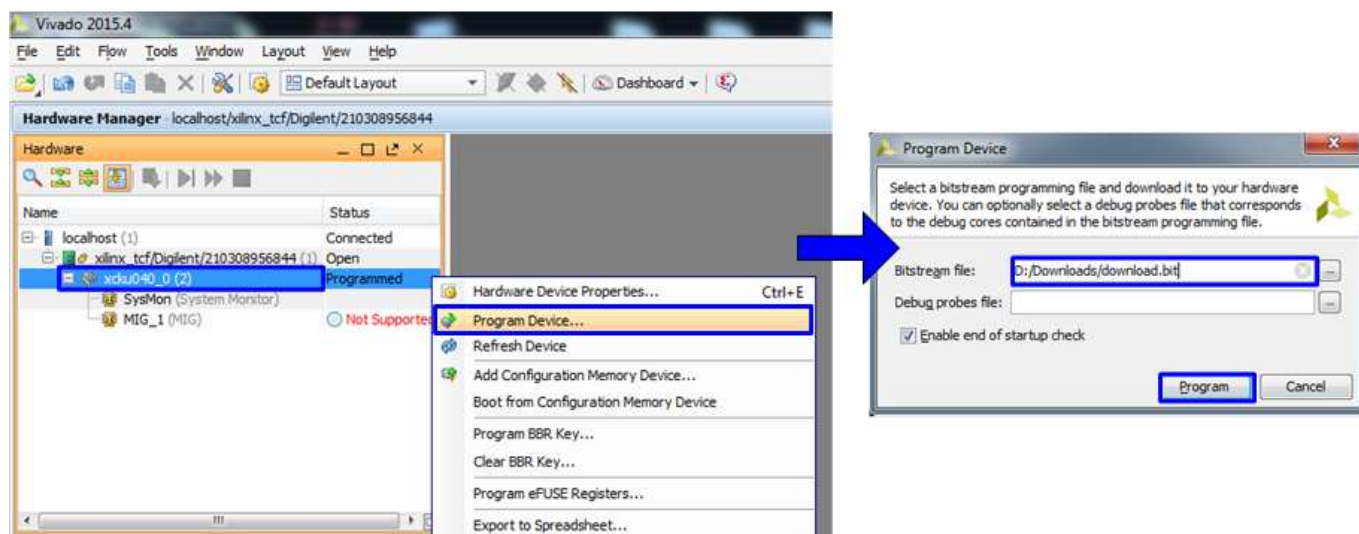 Vivado 2015.4
File Edit Flow Tools Window Layout View Help
Default Layout Dashboard
Hardware Manager - localhost/xilinx_tcf/Digilent/210308956844
Hardware
Name Status
localhost (1) Connected
xilinx_tcf/Digilent/210308956844 (1) Open
xcku040_0 (2) Programmed
SysMon (System Monitor)
MIG_1 (MIG) Not Supported
Hardware Device Properties... Ctrl+E
Program Device...
Refresh Device
Add Configuration Memory Device...
Boot from Configuration Memory Device
Program BBR Key...
Clear BBR Key...
Program eFUSE Registers...
Export to Spreadsheet...
Program Device
Select a bitstream programming file and download it to your hardware
device. You can optionally select a debug probes file that corresponds
to the debug cores contained in the bitstream programming file.
Bitstream file: D:/Downloads/download.bit
Debug probes file:
Enable end of startup check
Program Cancel